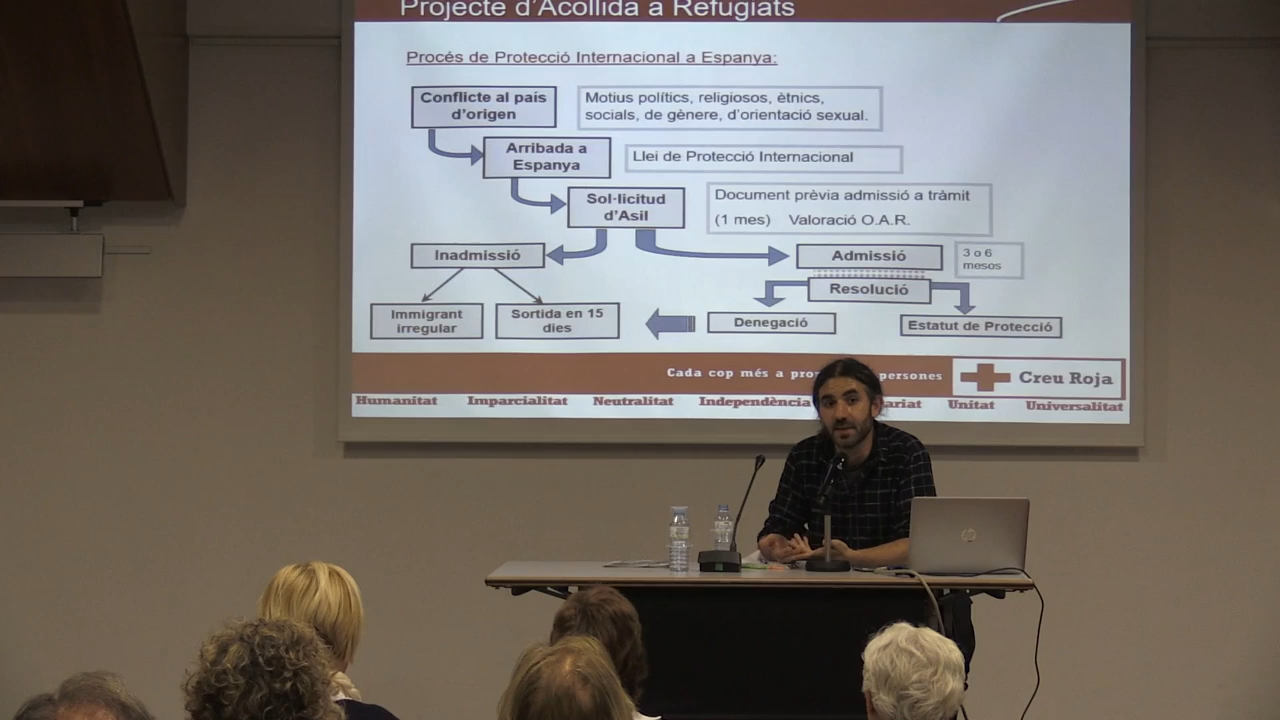 Projecte d'Acollida a Refugiats
Procés de Protecció Internacional a Espanya:
Conflicte al país
d'origen
Motius polítics, religiosos, ètnics,
socials, de gènere, d'orientació sexual.
Arribada a
Espanya
Llei de Protecció Internacional
Sol·licitud
d'Asil
Document prèvia admissió a tràmit
(1 mes) Valoració O.A.R.
Inadmissió
Admissió
3 o 6
mesos
Resolució
Immigrant
irregular
Sortida en 15
dies
Denegació
Estatut de Protecció
Cada cop més a persones
Creu Roja
Humanitat Imparcialitat Neutralitat Independència Unitat Universalitat
hp